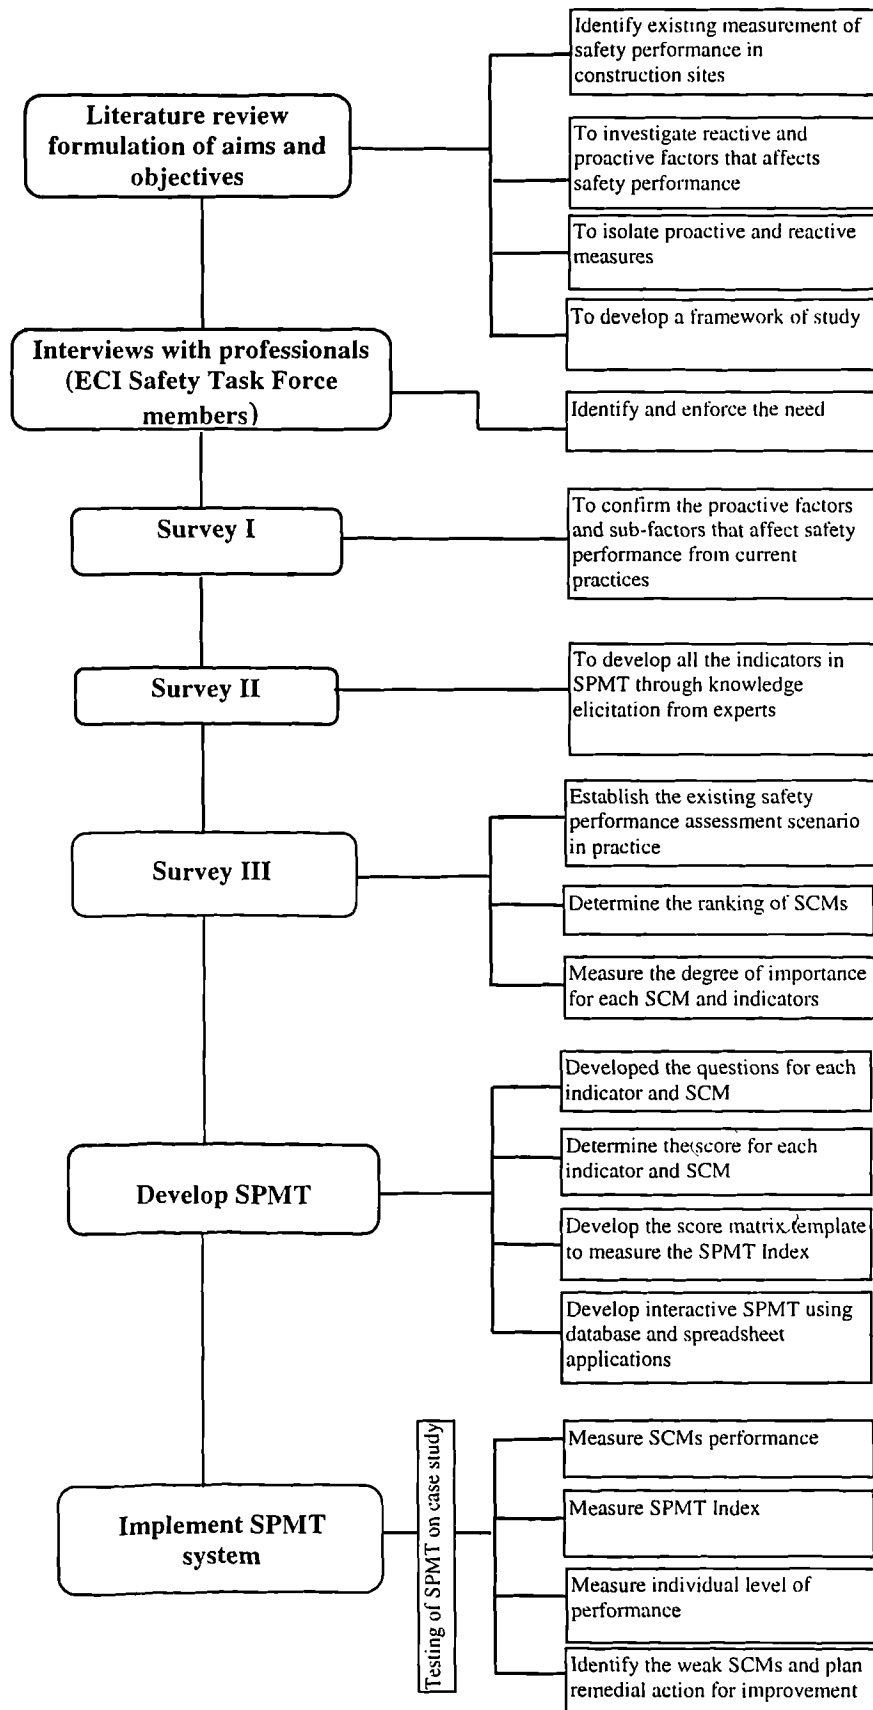 Literature review
formulation of aims and
objectives
Identify existing measurement of
safety performance in
construction sites
To investigate reactive and
proactive factors that affects
safety performance
To isolate proactive and reactive
measures
To develop a framework of study
Interviews with professionals
(ECI Safety Task Force
members)
Identify and enforce the need
Survey I
To confirm the proactive factors
and sub-factors that affect safety
performance from current
practices
Survey II
To develop all the indicators in
SPMT through knowledge
elicitation from experts
Survey III
Establish the existing safety
performance assessment scenario
in practice
Determine the ranking of SCMs
Measure the degree of importance
for each SCM and indicators
Develop SPMT
Developed the questions for each
indicator and SCM
Determine the score for each
indicator and SCM
Develop the score matrix template
to measure the SPMT Index
Develop interactive SPMT using
database and spreadsheet
applications
Implement SPMT
system
Testing of SPMT on case study
Measure SCMs performance
Measure SPMT Index
Measure individual level of
performance
Identify the weak SCMs and plan
remedial action for improvement